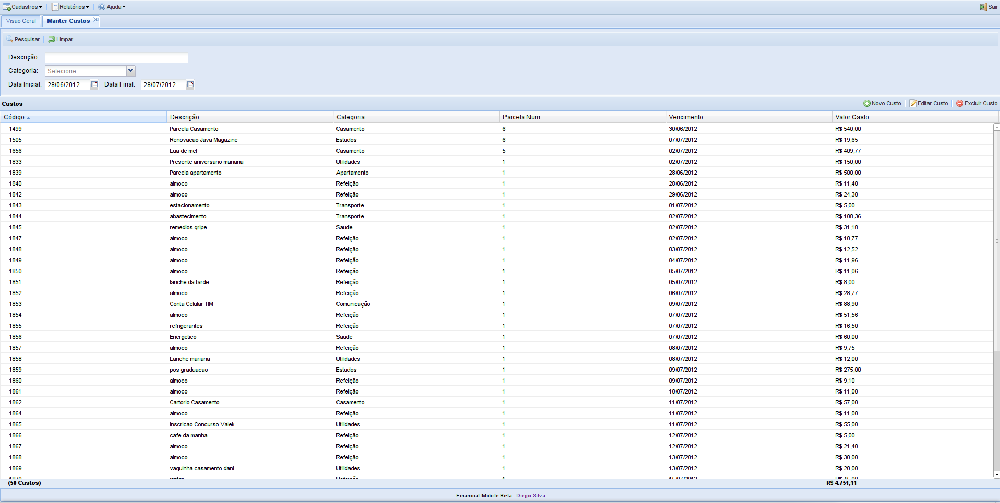 Cadastros Relatórios Ajuda Sair
Visao Geral Manter Custos
Pesquisar Limpar
Descrição:
Categoria: Selecione
Data Inicial: 28/06/2012 Data Final: 28/07/2012
Custos Novo Custo Editar Custo Excluir Custo
Código Descrição Categoria Parcela Num. Vencimento Valor Gasto
1499 Parcela Casamento Casamento 6 30/06/2012 R$ 540,00
1505 Renovacao Java Magazine Estudos 6 07/07/2012 R$ 19,65
1656 Lua de mel Casamento 5 02/07/2012 R$ 409,77
1833 Presente aniversario mariana Utilidades 1 02/07/2012 R$ 150,00
1839 Parcela apartamento Apartamento 1 28/06/2012 R$ 500,00
1840 almoco Refeição 1 28/06/2012 R$ 11,40
1842 almoco Refeição 1 29/06/2012 R$ 24,30
1843 estacionamento Transporte 1 01/07/2012 R$ 5,00
1844 abastecimento Transporte 1 02/07/2012 R$ 108,36
1845 remedios gripe Saude 1 02/07/2012 R$ 31,18
1847 almoco Refeição 1 02/07/2012 R$ 10,77
1848 almoco Refeição 1 03/07/2012 R$ 12,52
1849 almoco Refeição 1 04/07/2012 R$ 11,96
1850 almoco Refeição 1 05/07/2012 R$ 11,06
1851 lanche da tarde Refeição 1 05/07/2012 R$ 8,00
1852 almoco Refeição 1 06/07/2012 R$ 28,77
1853 Conta Celular TIM Comunicação 1 09/07/2012 R$ 88,90
1854 almoco Refeição 1 07/07/2012 R$ 51,56
1855 refrigerantes Refeição 1 07/07/2012 R$ 16,50
1856 Energetico Saude 1 07/07/2012 R$ 60,00
1857 almoco Refeição 1 08/07/2012 R$ 9,75
1858 Lanche mariana Utilidades 1 08/07/2012 R$ 12,00
1859 pos graduacao Estudos 1 09/07/2012 R$ 275,00
1860 almoco Refeição 1 09/07/2012 R$ 9,10
1861 almoco Refeição 1 10/07/2012 R$ 11,00
1862 Cartorio Casamento Casamento 1 11/07/2012 R$ 57,00
1864 almoco Refeição 1 11/07/2012 R$ 11,00
1865 Inscricao Concurso Valek Utilidades 1 11/07/2012 R$ 55,00
1866 cafe da manha Refeição 1 12/07/2012 R$ 5,00
1867 almoco Refeição 1 12/07/2012 R$ 21,40
1868 almoco Refeição 1 13/07/2012 R$ 30,00
1869 vaquinha casamento dani Utilidades 1 13/07/2012 R$ 20,00
(50 Custos) R$ 4.751,11
Financial Mobile Beta - Diego Silva